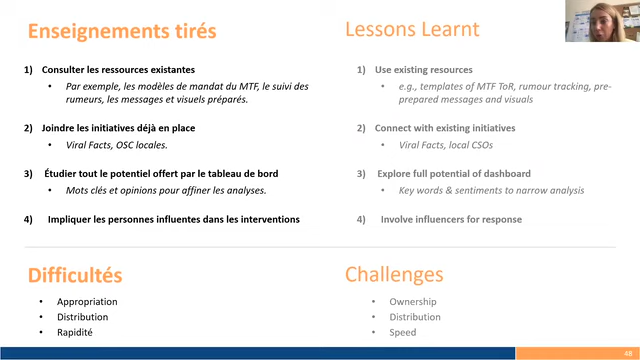 Enseignements tirés
1) Consulter les ressources existantes
• Par exemple, les modèles de mandat du MTF, le suivi des
rumeurs, les messages et visuels préparés.
2) Joindre les initiatives déjà en place
• Viral Facts, OSC locales.
3) Étudier tout le potentiel offert par le tableau de bord
• Mots clés et opinions pour affiner les analyses.
4) Impliquer les personnes influentes dans les interventions
Lessons Learnt
1) Use existing resources
• e.g., templates of MTF ToR, rumour tracking, pre-
prepared messages and visuals
2) Connect with existing initiatives
• Viral Facts, local CSOs
3) Explore full potential of dashboard
• Key words & sentiments to narrow analysis
4) Involve influencers for response
Difficultés
• Appropriation
• Distribution
• Rapidité
Challenges
• Ownership
• Distribution
• Speed
48